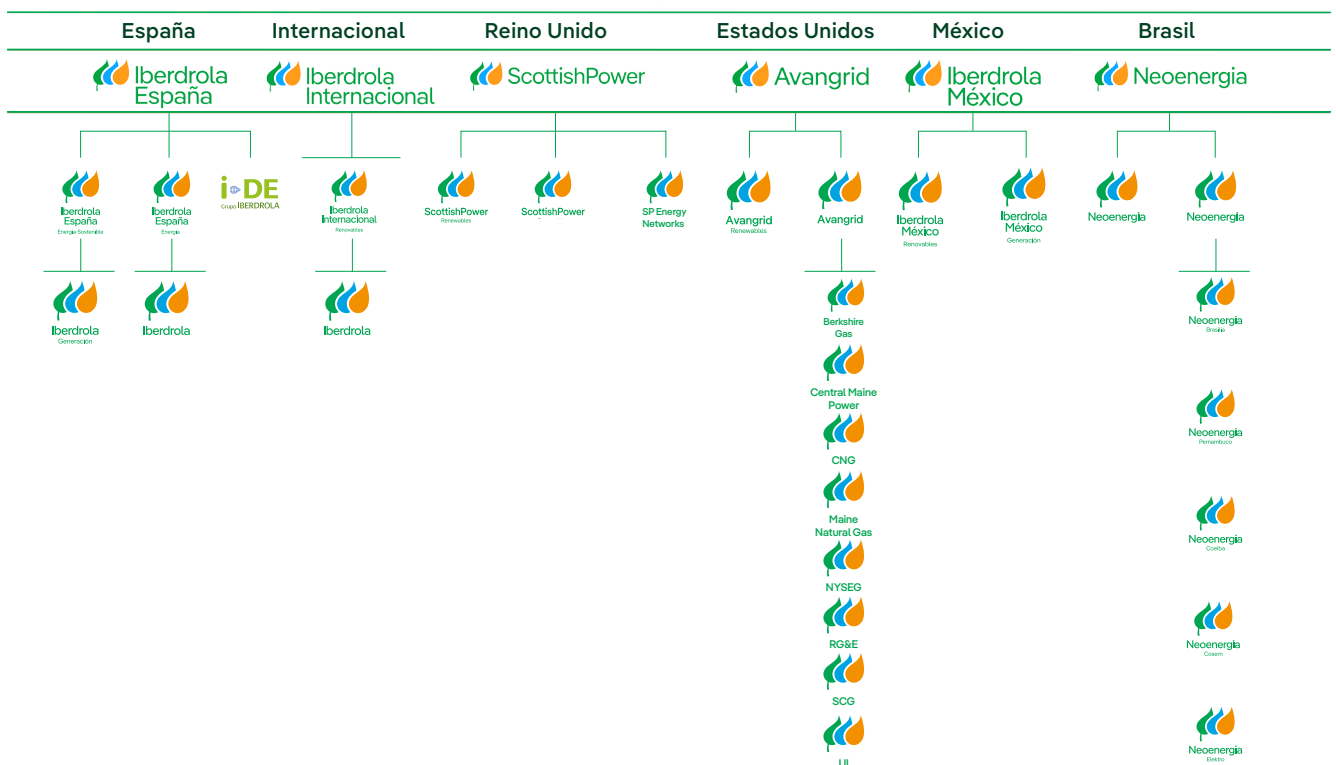 España
Internacional
Reino Unido
Estados Unidos
México
Brasil
Iberdrola
España
Iberdrola
Internacional
ScottishPower
Avangrid
Iberdrola
México
Neoenergia
Iberdrola
España
Energía Sostenible
Iberdrola
España
Energía
i-DE
Grupo IBERDROLA
Iberdrola
Internacional
Renovables
ScottishPower
Renewables
ScottishPower
SP Energy
Networks
Avangrid
Renewables
Avangrid
Iberdrola
México
Renovables
Iberdrola
México
Generación
Neoenergia
Neoenergia
Iberdrola
Generación
Iberdrola
Iberdrola
Berkshire
Gas
Central Maine
Power
CNG
Maine
Natural Gas
NYSEG
RG&E
SCG
UI
Neoenergia
Brasília
Neoenergia
Pernambuco
Neoenergia
Coelba
Neoenergia
Cosern
Neoenergia
Elektro